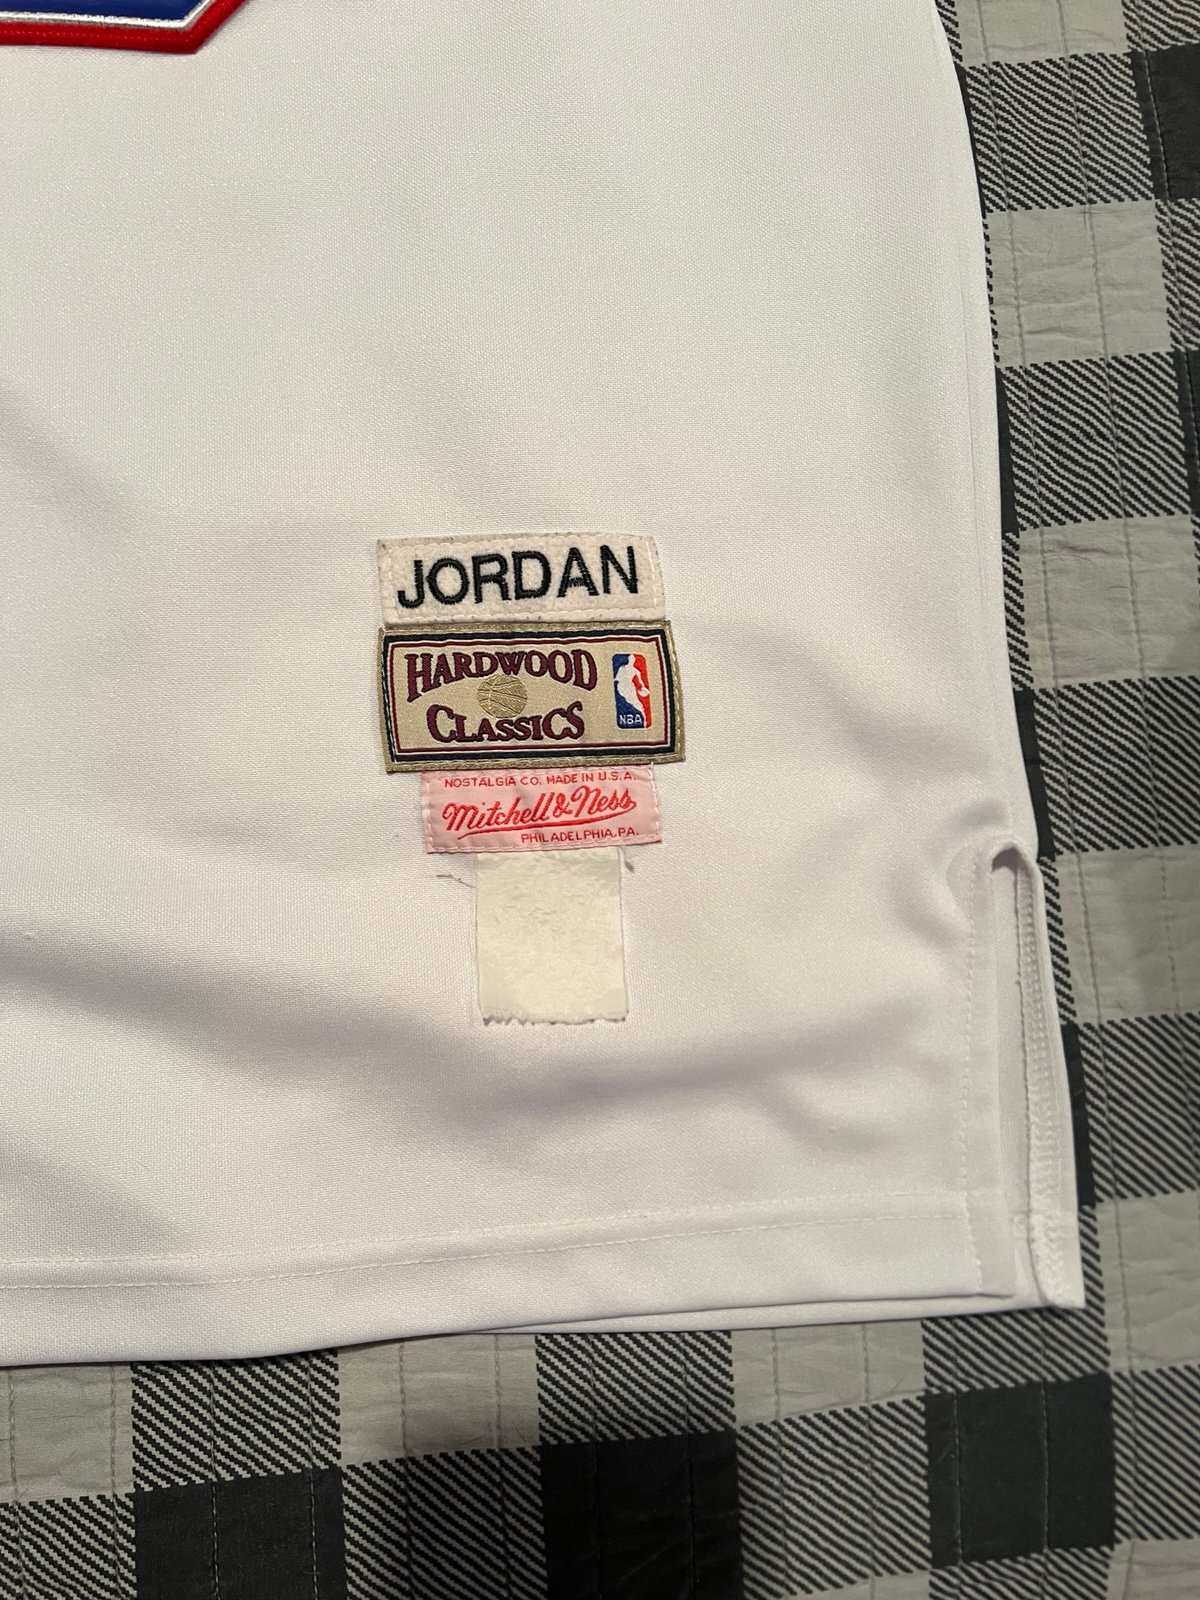 JORDAN
HARDWOOD
CLASSICS
NBA
NOSTALGIA CO. MADE IN U.S.A.
Mitchell & Ness
PHILADELPHIA, PA.